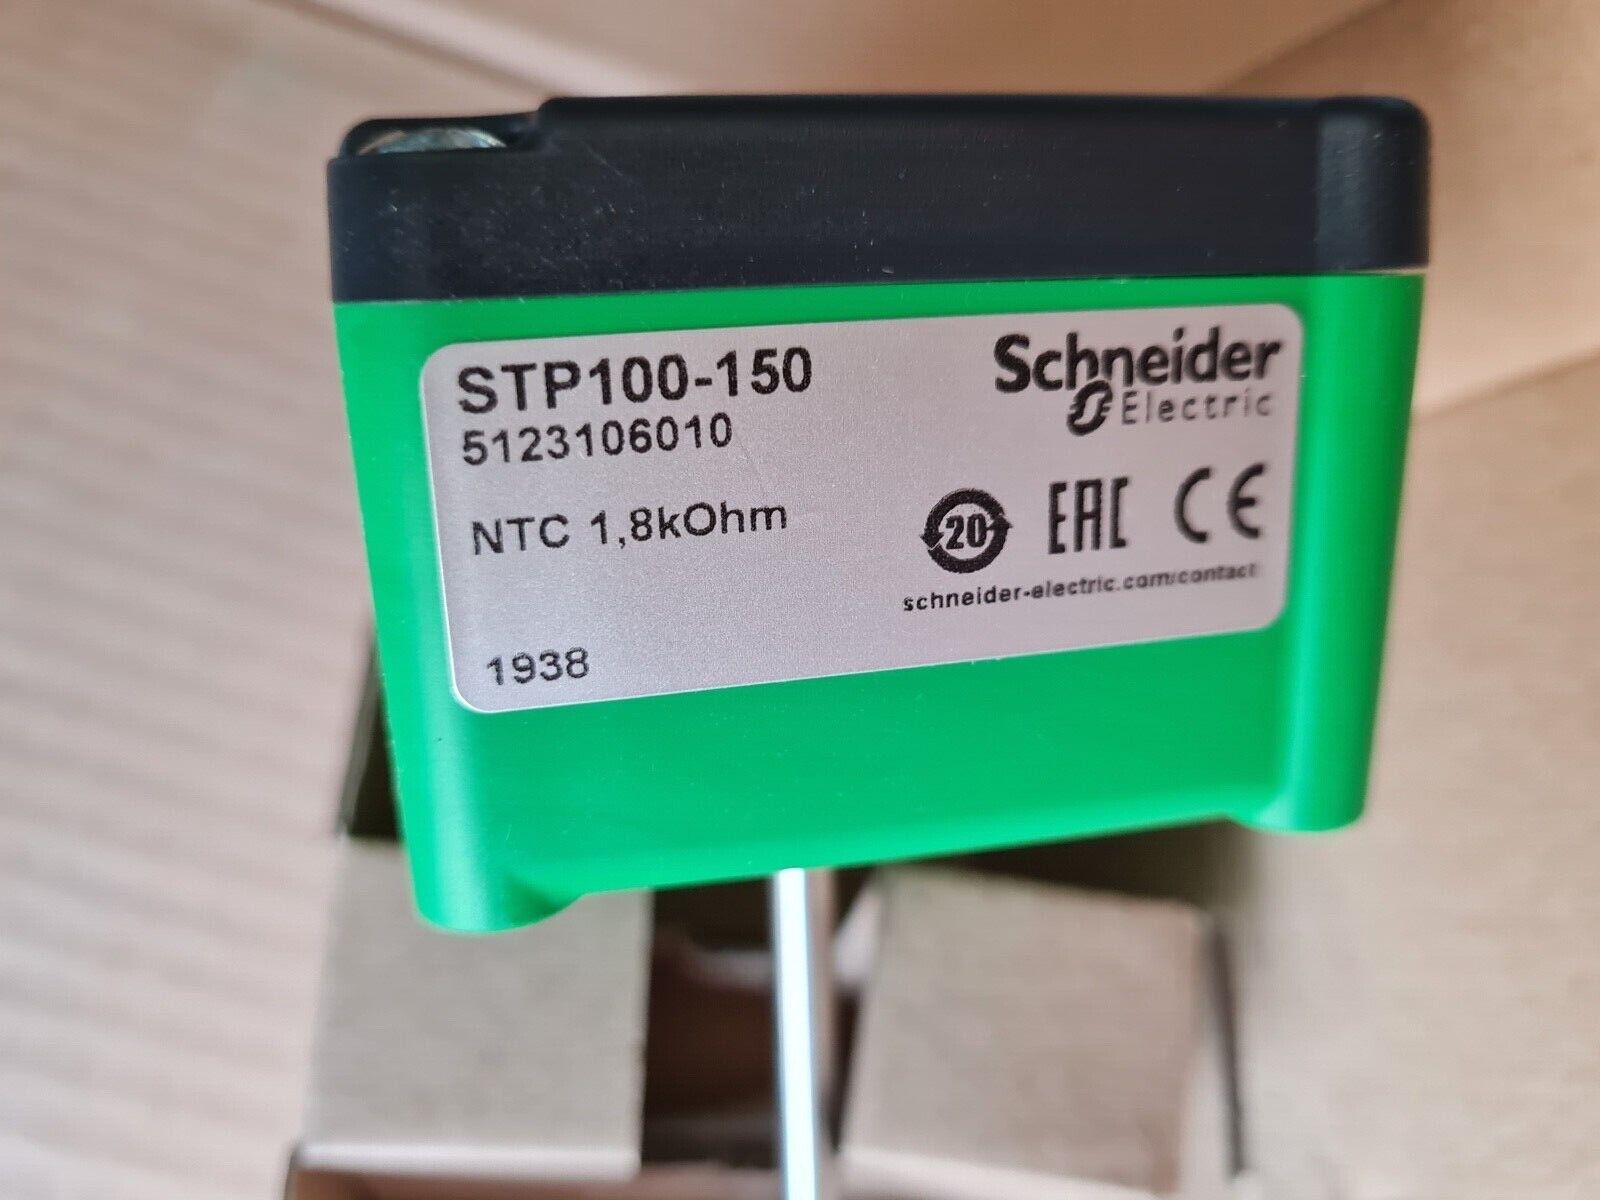 STP100-150
5123106010
NTC 1,8kOhm
1938
Schneider
Electric
20 EAC CE
schneider-electric.com/contact